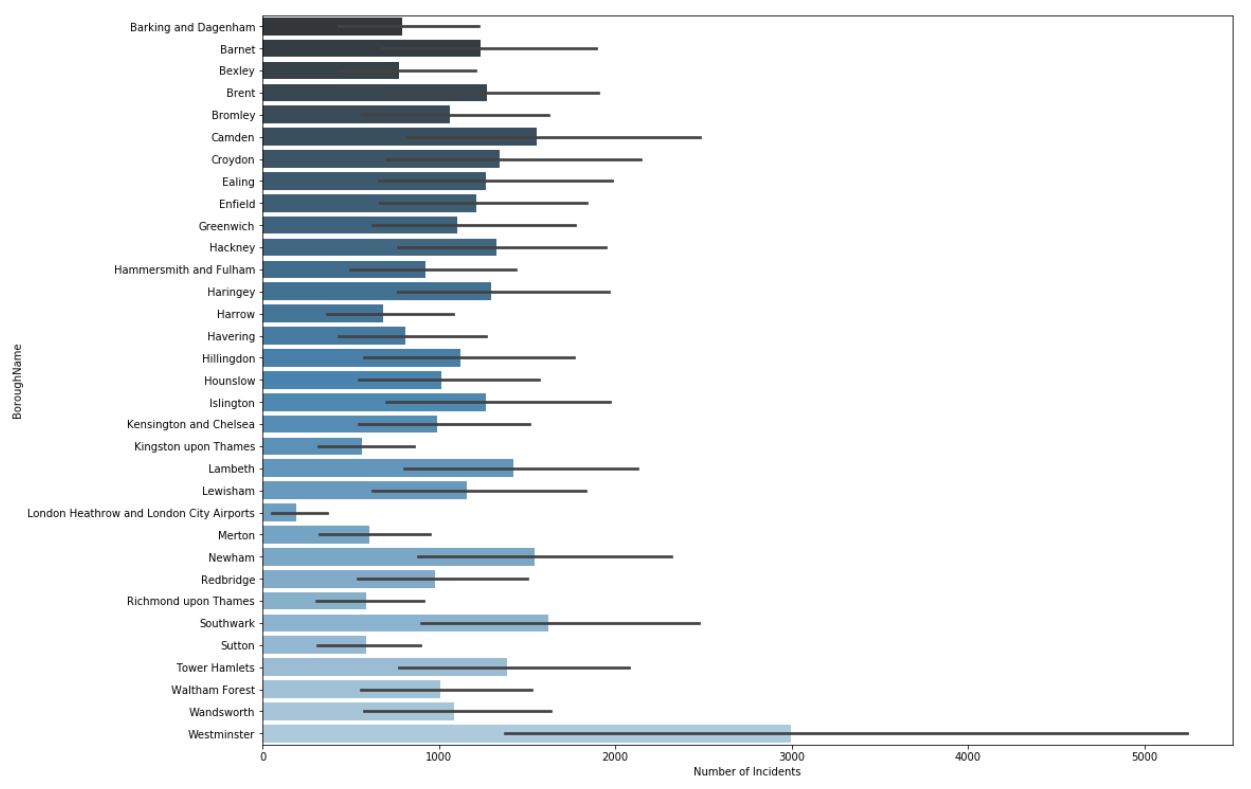 Barking and Dagenham
Barnet
Bexley
Brent
Bromley
Camden
Croydon
Ealing
Enfield
Greenwich
Hackney
Hammersmith and Fulham
Haringey
Harrow
Havering
Hillingdon
Hounslow
Islington
Kensington and Chelsea
Kingston upon Thames
Lambeth
Lewisham
London Heathrow and London City Airports
Merton
Newham
Redbridge
Richmond upon Thames
Southwark
Sutton
Tower Hamlets
Waltham Forest
Wandsworth
Westminster
BoroughName
0 1000 2000 3000 4000 5000
Number of Incidents